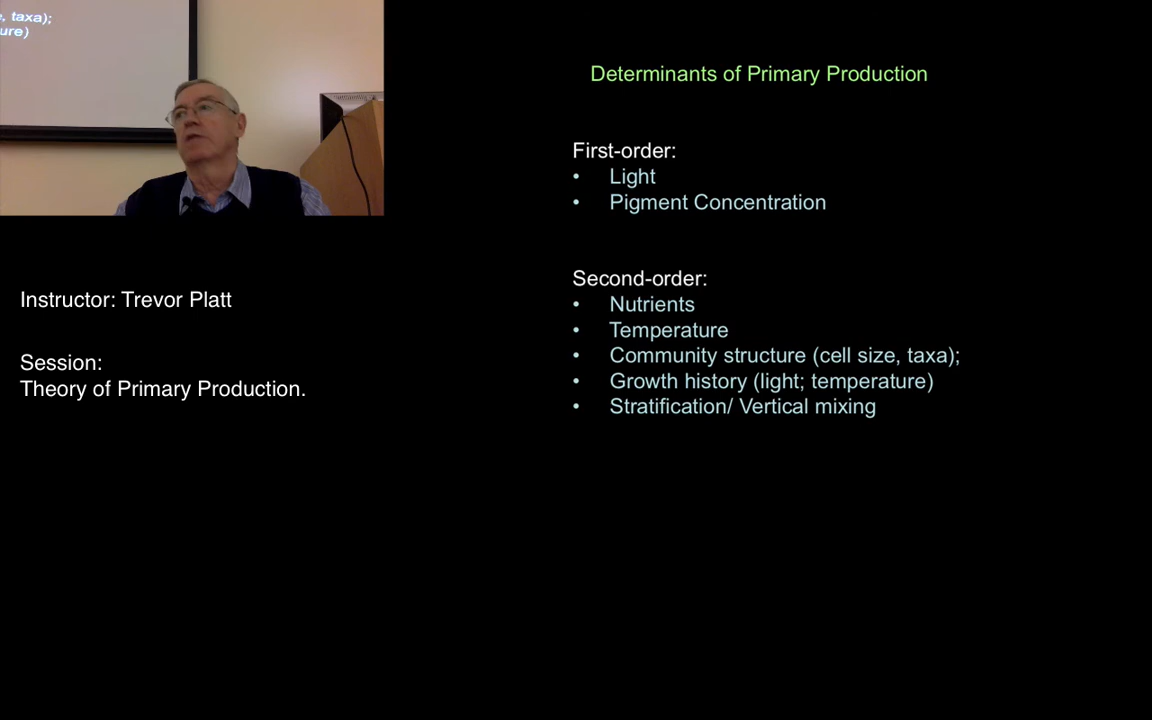 , taxa);
ure)
Determinants of Primary Production
First-order:
• Light
• Pigment Concentration
Second-order:
• Nutrients
• Temperature
• Community structure (cell size, taxa);
• Growth history (light; temperature)
• Stratification/ Vertical mixing
Instructor: Trevor Platt
Session:
Theory of Primary Production.